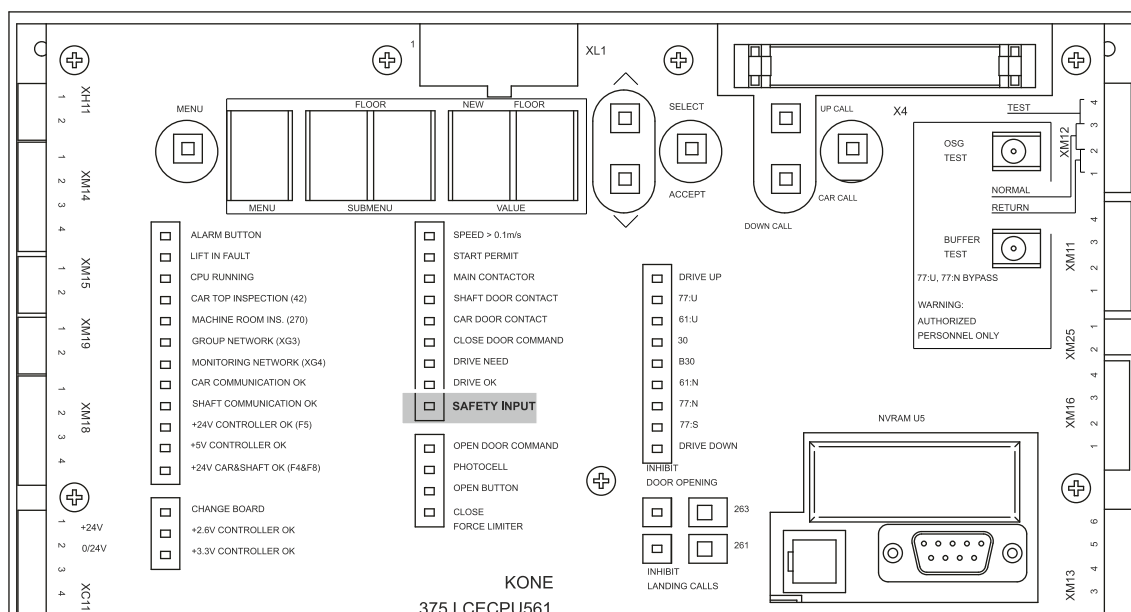 1
XL1
XH11
1
2
XM14
1
2
3
4
XM15
1
2
XM19
1
2
XM18
1
2
3
4
1
+24V
2
0/24V
3
4
XC11
MENU
FLOOR
NEW FLOOR
MENU
SUBMENU
VALUE
SELECT
ACCEPT
UP CALL
CAR CALL
DOWN CALL
X4
TEST
OSG
TEST
NORMAL
RETURN
BUFFER
TEST
77:U, 77:N BYPASS
WARNING:
AUTHORIZED
PERSONNEL ONLY
4
3
2
1
XM12
4
3
2
1
XM11
1
2
XM25
4
3
2
1
XM16
6
5
4
3
XM13
ALARM BUTTON
LIFT IN FAULT
CPU RUNNING
CAR TOP INSPECTION (42)
MACHINE ROOM INS. (270)
GROUP NETWORK (XG3)
MONITORING NETWORK (XG4)
CAR COMMUNICATION OK
SHAFT COMMUNICATION OK
+24V CONTROLLER OK (F5)
+5V CONTROLLER OK
+24V CAR&SHAFT OK (F4&F8)
CHANGE BOARD
+2.6V CONTROLLER OK
+3.3V CONTROLLER OK
SPEED > 0.1m/s
START PERMIT
MAIN CONTACTOR
SHAFT DOOR CONTACT
CAR DOOR CONTACT
CLOSE DOOR COMMAND
DRIVE NEED
DRIVE OK
SAFETY INPUT
OPEN DOOR COMMAND
PHOTOCELL
OPEN BUTTON
CLOSE
FORCE LIMITER
DRIVE UP
77:U
61:U
30
B30
61:N
77:N
77:S
DRIVE DOWN
INHIBIT
DOOR OPENING
263
261
INHIBIT
LANDING CALLS
NVRAM U5
KONE
375 LCECPU561